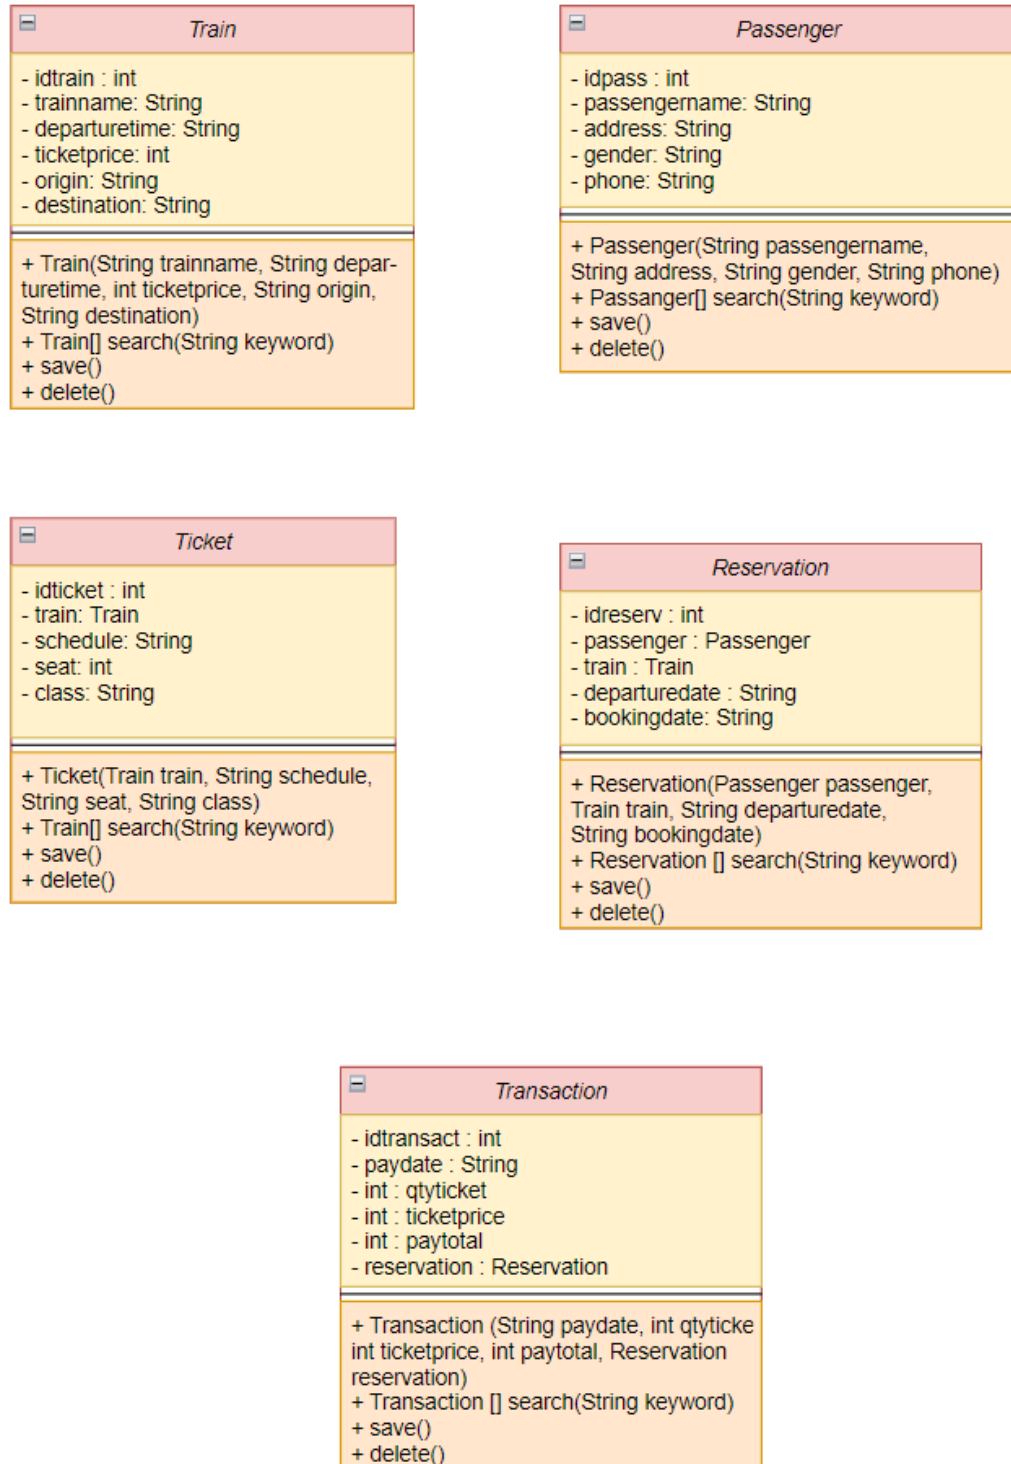 Train
- idtrain : int
- trainname: String
- departuretime: String
- ticketprice: int
- origin: String
- destination: String
+ Train(String trainname, String depar-
turetime, int ticketprice, String origin,
String destination)
+ Train[] search(String keyword)
+ save()
+ delete()
Passenger
- idpass : int
- passengername: String
- address: String
- gender: String
- phone: String
+ Passenger(String passengername,
String address, String gender, String phone)
+ Passanger[] search(String keyword)
+ save()
+ delete()
Ticket
- idticket : int
- train: Train
- schedule: String
- seat: int
- class: String
+ Ticket(Train train, String schedule,
String seat, String class)
+ Train[] search(String keyword)
+ save()
+ delete()
Reservation
- idreserv : int
- passenger : Passenger
- train : Train
- departuredate : String
- bookingdate: String
+ Reservation(Passenger passenger,
Train train, String departuredate,
String bookingdate)
+ Reservation [] search(String keyword)
+ save()
+ delete()
Transaction
- idtransact : int
- paydate : String
- int : qtyticket
- int : ticketprice
- int : paytotal
- reservation : Reservation
+ Transaction (String paydate, int qtyticke
int ticketprice, int paytotal, Reservation
reservation)
+ Transaction [] search(String keyword)
+ save()
+ delete()